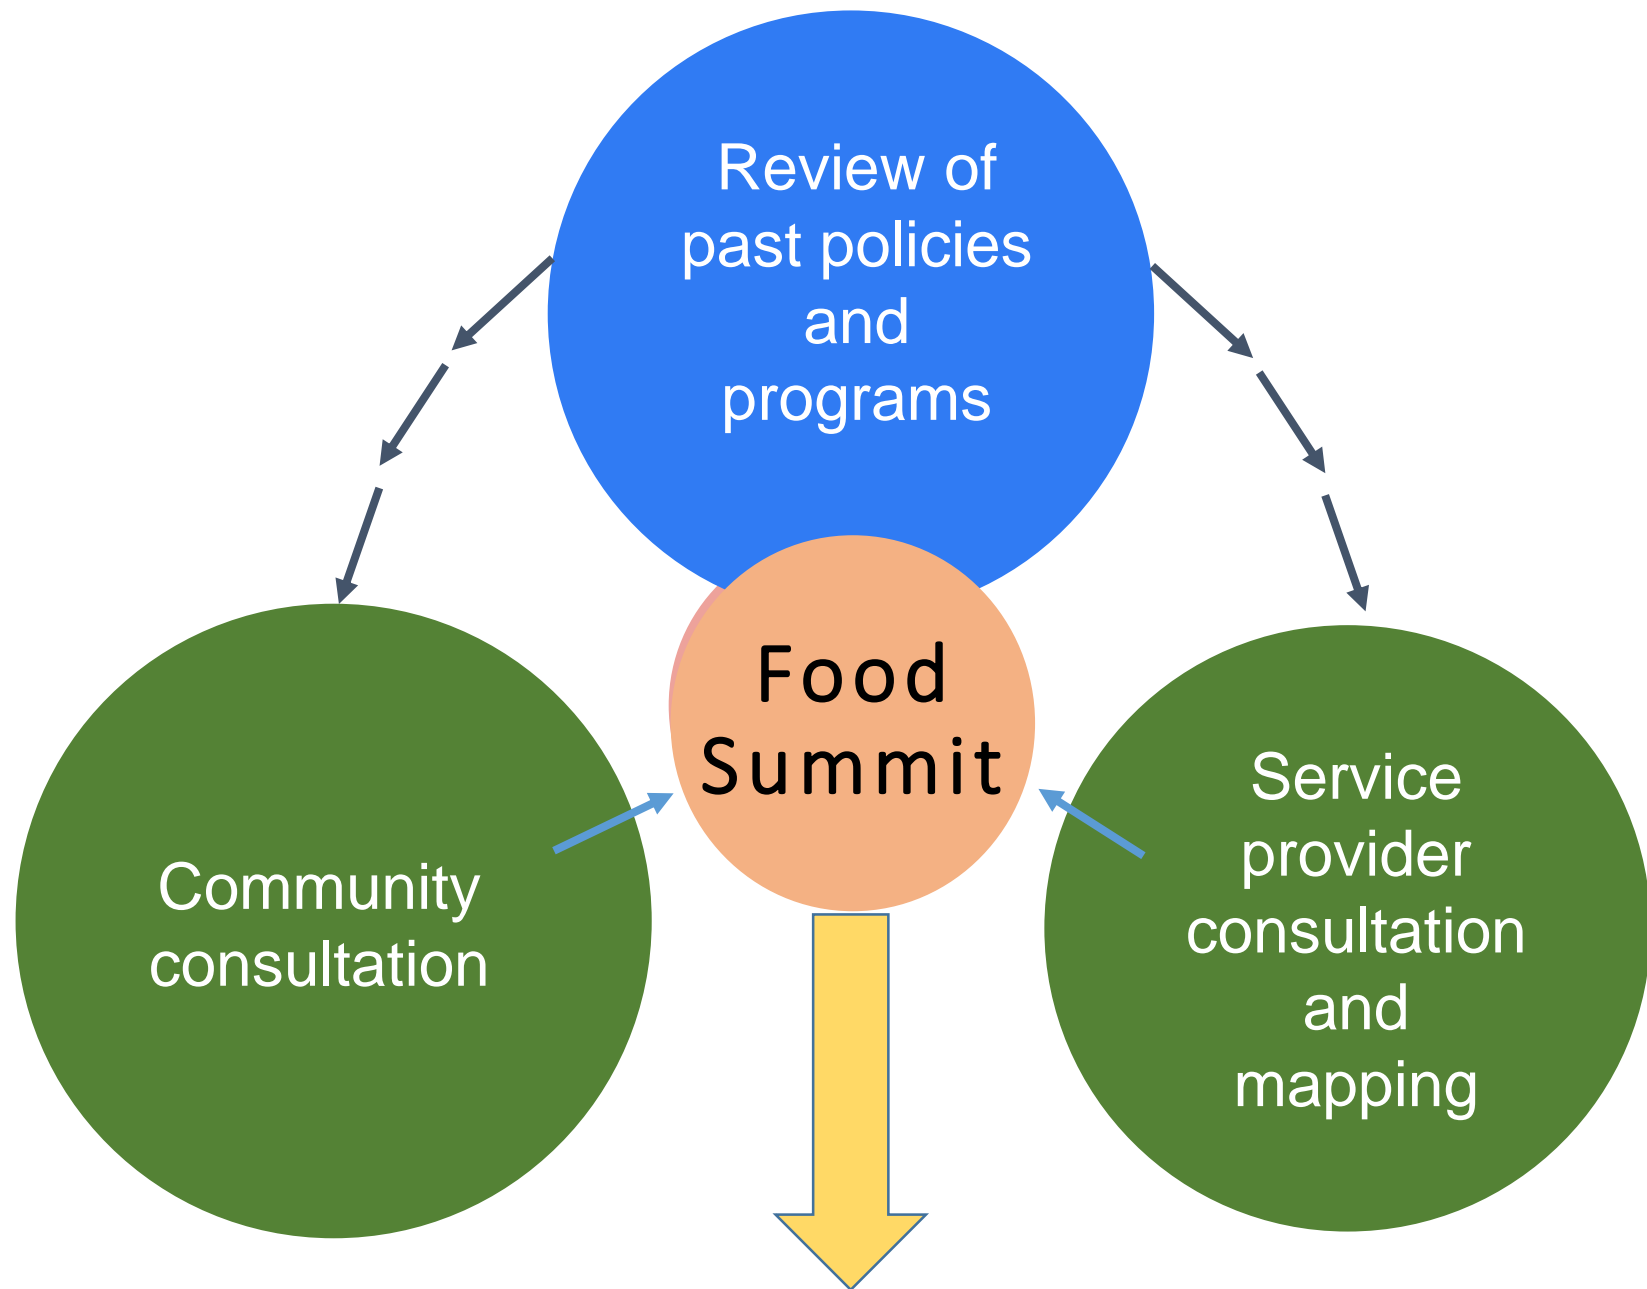 Review of
past policies
and
programs
Food
Summit
Community
consultation
Service
provider
consultation
and
mapping